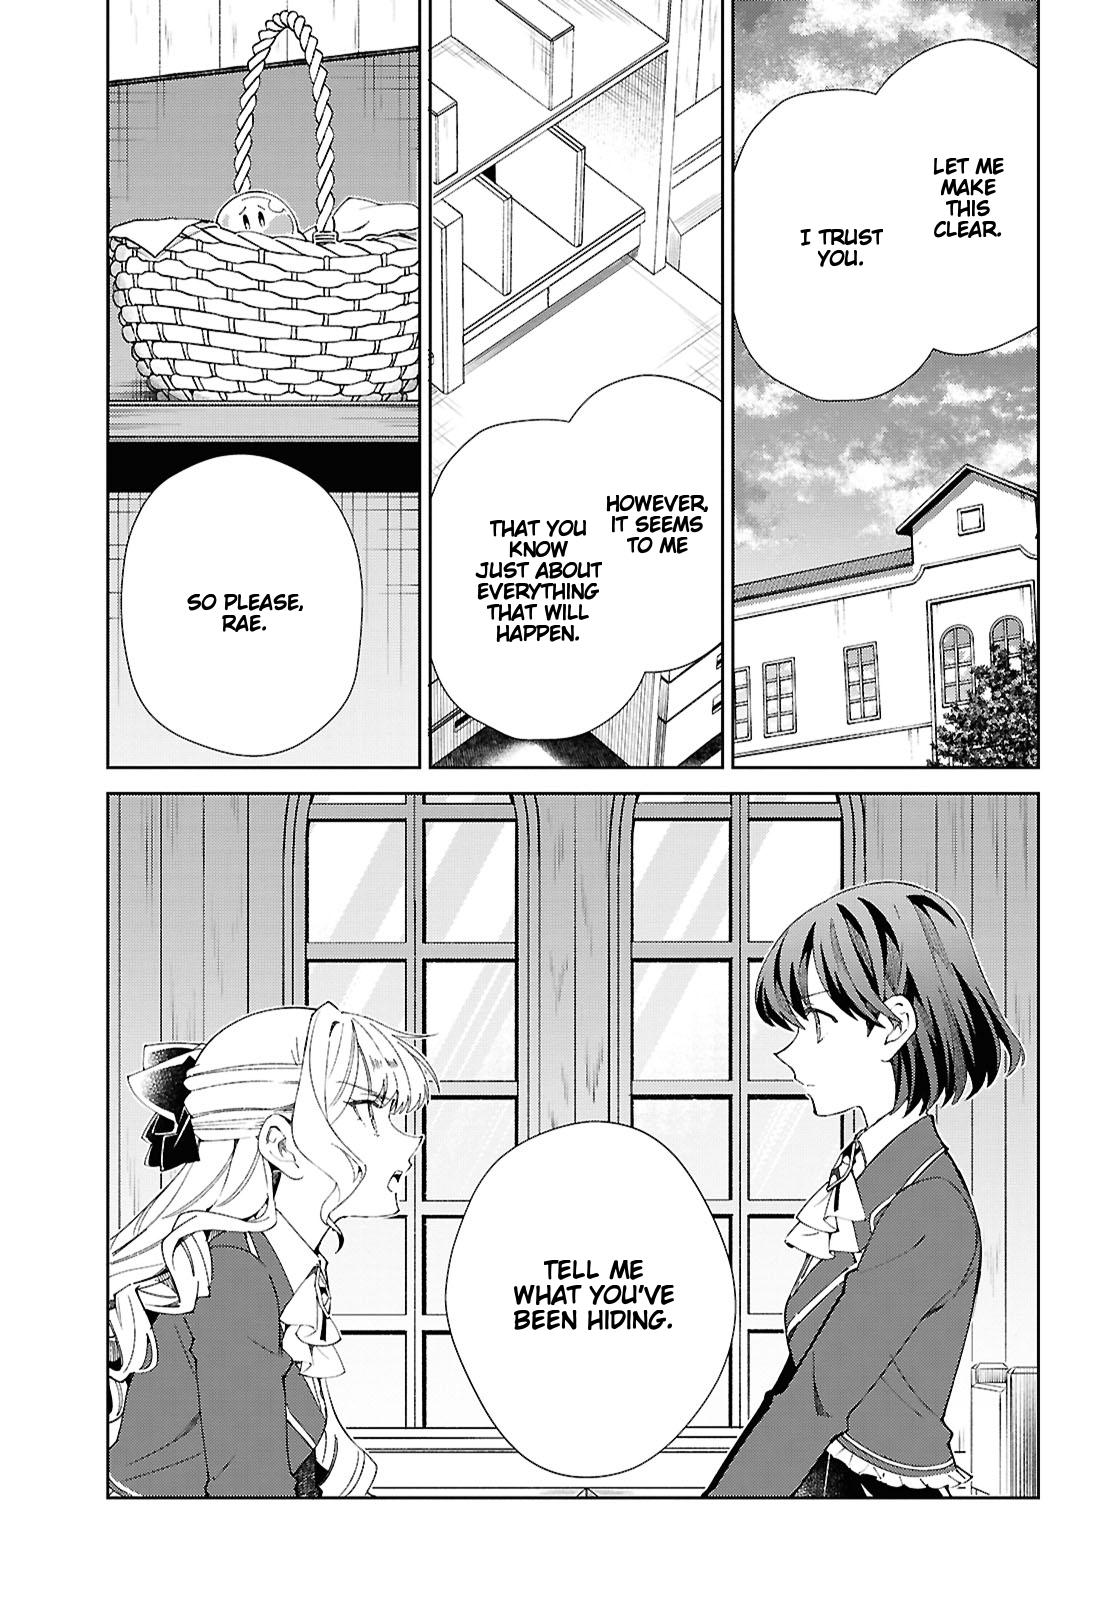 LET ME
MAKE
THIS
CLEAR.
I TRUST
YOU.
HOWEVER,
IT SEEMS
TO ME
THAT YOU
KNOW
JUST ABOUT
EVERYTHING
THAT WILL
HAPPEN.
SO PLEASE,
RAE.
TELL ME
WHAT YOU'VE
BEEN HIDING.